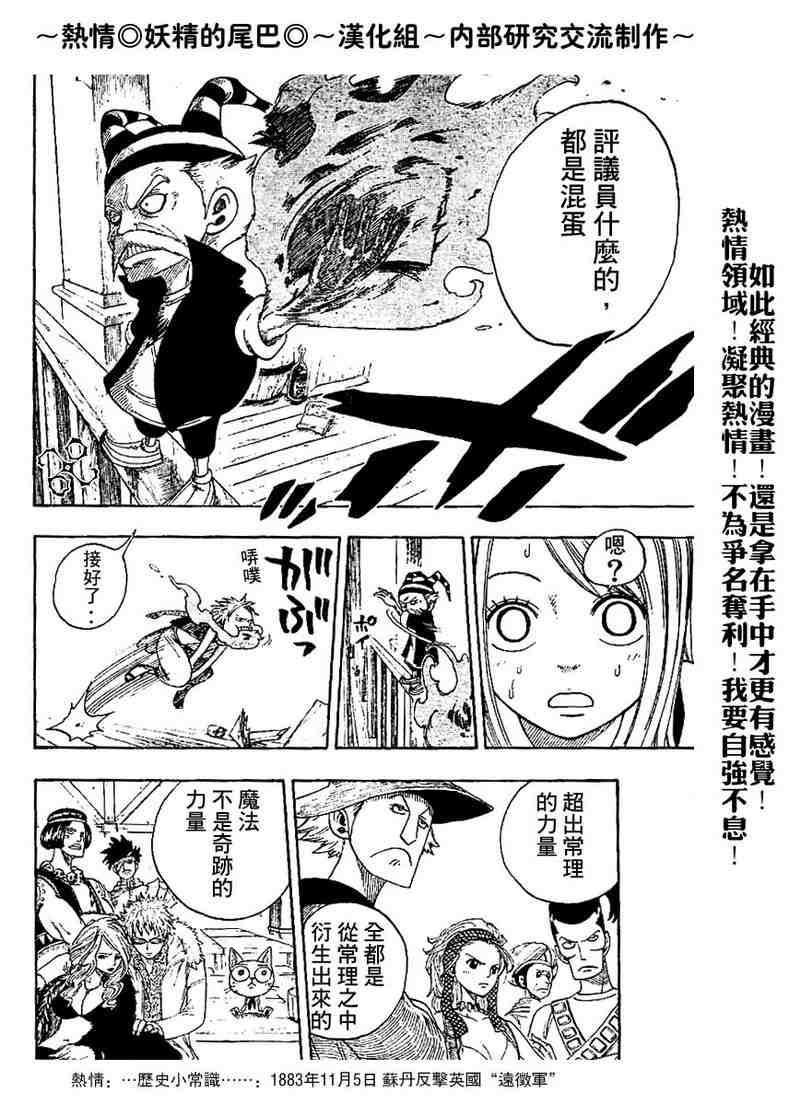 ～熱情◎妖精的尾巴◎～漢化組～内部研究交流制作～
評議員什麼的，
都是混蛋
嗯？
ポイ
哢噗
がぶっ
接好了．．
超出常理
的力量
全都是
從常理之中
衍生出來的
魔法
不是奇跡的
力量
如此經典的漫畫！還是拿在手中才更有感覺！
熱情領域！凝聚熱情！不為爭名奪利！我要自強不息！
熱情：…歷史小常識……：1883年11月5日 蘇丹反擊英國“遠徵軍”